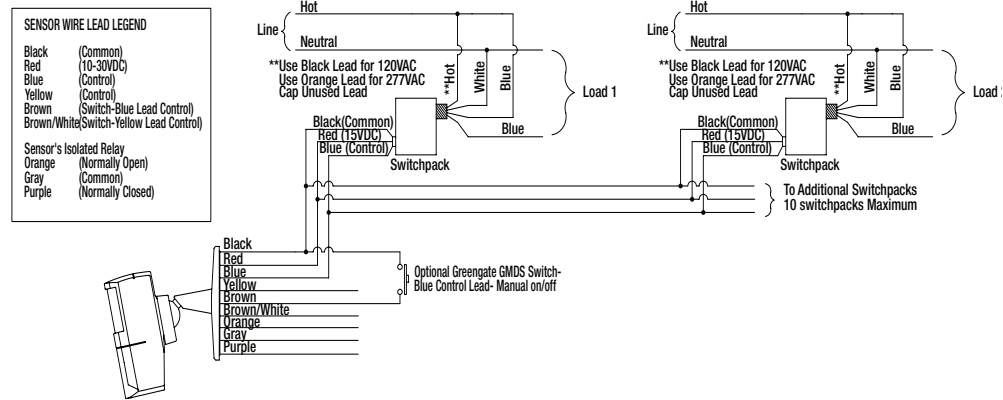 SENSOR WIRE LEAD LEGEND
Black (Common)
Red (10-30VDC)
Blue (Control)
Yellow (Control)
Brown (Switch-Blue Lead Control)
Brown/White(Switch-Yellow Lead Control)
Sensor's Isolated Relay
Orange (Normally Open)
Gray (Common)
Purple (Normally Closed)
Hot
Line
Neutral
**Use Black Lead for 120VAC
Use Orange Lead for 277VAC
Cap Unused Lead
**Hot
White
Blue
Load 1
Blue
Black(Common)
Red (15VDC)
Blue (Control)
Switchpack
Hot
Line
Neutral
**Use Black Lead for 120VAC
Use Orange Lead for 277VAC
Cap Unused Lead
**Hot
White
Blue
Load
Blue
Black(Common)
Red (15VDC)
Blue (Control)
Switchpack
To Additional Switchpacks
10 switchpacks Maximum
Black
Red
Blue
Yellow
Brown
Brown/White
Orange
Gray
Purple
Optional Greengate GMDS Switch-
Blue Control Lead- Manual on/off